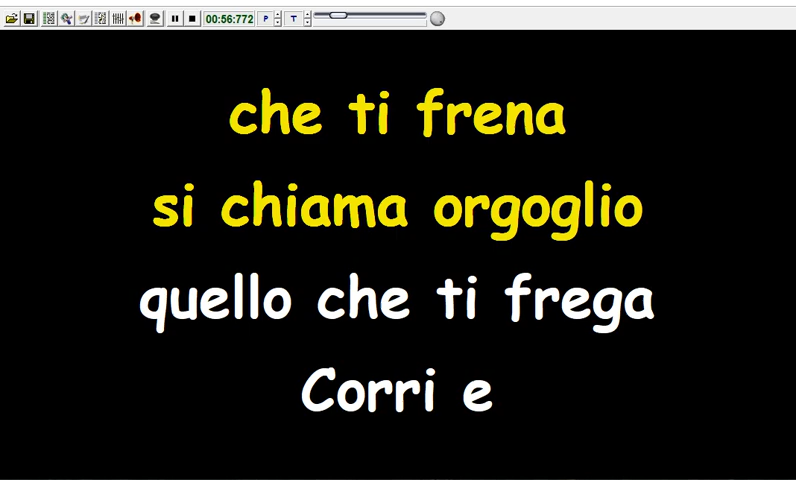 00:56:772 P T
che ti frena
si chiama orgoglio
quello che ti frega
Corri e